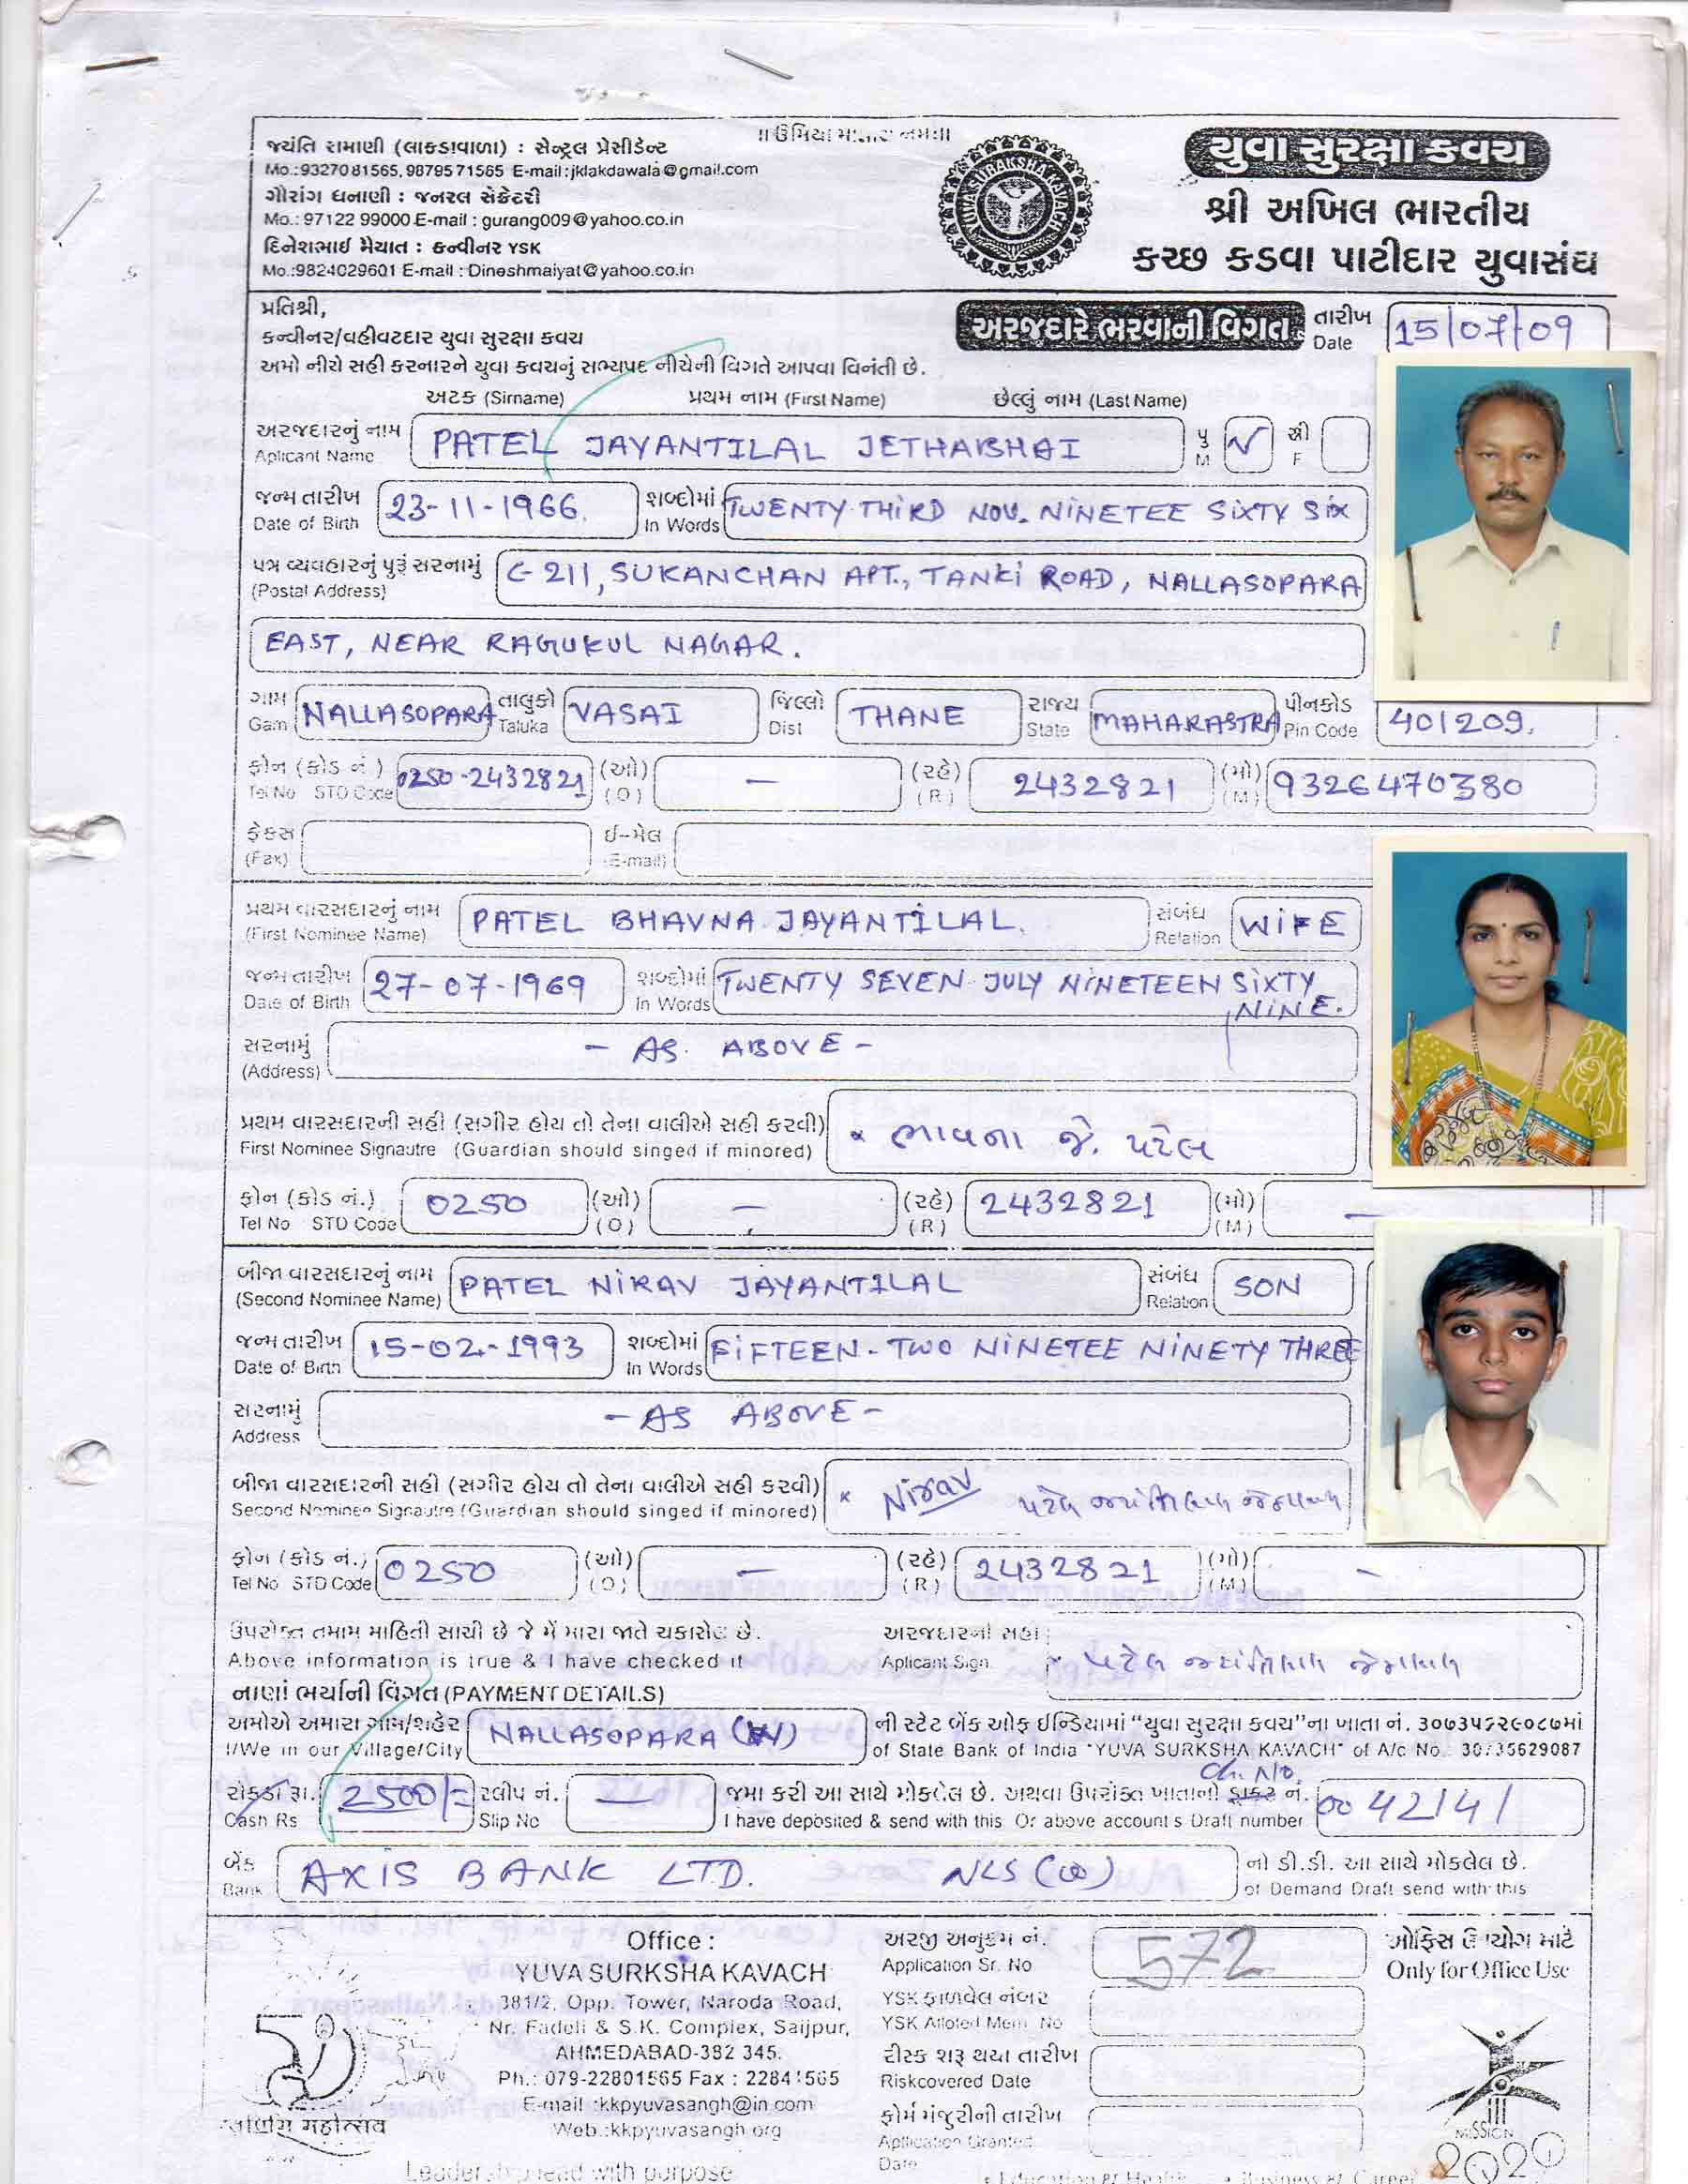 જયંતિ રામાણી (લાકડાવાળા) : સેન્ટ્રલ પ્રેસીડેન્ટ
Mo.:9327081565, 9879571565 E-mail:jklakdawala@gmail.com
ગૌરાંગ ધનાણી : જનરલ સેક્રેટરી
Mo.: 97122 99000 E-mail : gurang009@yahoo.co.in
દિનેશભાઈ મૈયાત : કન્વીનર YSK
Mo.:9824029601 E-mail : Dineshmaiyat@yahoo.co.in
YUVA SURAKSHA KAVACH
યુવા સુરક્ષા કવચ
શ્રી અખિલ ભારતીય
કચ્છ કડવા પાટીદાર યુવાસંઘ
પ્રતિશ્રી,
કન્વીનર/વહીવટદાર યુવા સુરક્ષા કવચ
અરજદારે ભરવાની વિગત
તારીખ Date 15/07/09
અમો નીચે સહી કરનારને યુવા કવચનું સભ્યપદ નીચેની વિગતે આપવા વિનંતી છે.
અટક (Sirname) પ્રથમ નામ (First Name) છેલ્લું નામ (Last Name)
અરજદારનું નામ Aplicant Name PATEL JAYANTILAL JETHABHAI પુ M ✓ સ્રી F
જન્મ તારીખ Date of Birth 23-11-1966. શબ્દોમાં In Words TWENTY THIRD NOV. NINETEE SIXTY SIX
પત્ર વ્યવહારનું પુરૂં સરનામું (Postal Address) C-211, SUKANCHAN APT., TANKI ROAD, NALLASOPARA
EAST, NEAR RAGUKUL NAGAR.
ગામ Gam NALLASOPARA તાલુકો Taluka VASAI જિલ્લો Dist THANE રાજ્ય State MAHARASTRA પીનકોડ Pin Code 401209.
ફોન (કોડ નં.) Tel No STD Code 0250-2432821 (ઓ) (O) — (રહે) (R) 2432821 (મો) (M) 9326470380
ફેકસ (Fax) ઈ-મેલ (E-mail)
પ્રથમ વારસદારનું નામ (First Nominee Name) PATEL BHAVNA JAYANTILAL. સંબંધ Relation WIFE
જન્મ તારીખ Date of Birth 27-07-1969 શબ્દોમાં In Words TWENTY SEVEN JULY NINETEEN SIXTY NINE.
સરનામું (Address) - AS ABOVE -
પ્રથમ વારસદારની સહી (સગીર હોય તો તેના વાલીએ સહી કરવી) × ભાવના જે. પટેલ
First Nominee Signautre (Guardian should singed if minored)
ફોન (કોડ નં.) Tel No STD Code 0250 (ઓ) (O) — (રહે) (R) 2432821 (મો) (M) —
બીજા વારસદારનું નામ (Second Nominee Name) PATEL NIRAV JAYANTILAL સંબંધ Relation SON
જન્મ તારીખ Date of Birth 15-02-1993 શબ્દોમાં In Words FIFTEEN. TWO NINETEE NINETY THREE
સરનામું Address - AS ABOVE -
બીજા વારસદારની સહી (સગીર હોય તો તેના વાલીએ સહી કરવી) × Nirav પટેલ જયંતિલાલ જેઠાલાલ
Second Nominee Signautre (Guardian should singed if minored)
ફોન (કોડ નં.) Tel No STD Code 0250 (ઓ) (O) — (રહે) (R) 2432821 (મો) (M) -
ઉપરોક્ત તમામ માહિતી સાચી છે જે મેં મારા જાતે ચકાસેલ છે. અરજદારની સહી
Above information is true & I have checked it Aplicant Sign × પટેલ જયંતિલાલ જેઠાલાલ
નાણાં ભર્યાની વિગત (PAYMENT DETAILS)
અમોએ અમારા ગામ/શહેર NALLASOPARA (W) ની સ્ટેટ બેંક ઓફ ઈન્ડિયામાં "યુવા સુરક્ષા કવચ"ના ખાતા નં. ૩૦૭૩૫૬૨૯૦૮૭માં
I/We in our Village/City of State Bank of India "YUVA SURKSHA KAVACH" of A/c No. 30735629087
Ch. No.
રોકડા રૂા. 2500/= સ્લીપ નં. — જમા કરી આ સાથે મોકલેલ છે. અથવા ઉપરોક્ત ખાતાનો ડ્રાફ્ટ નં. 0042141
Cash Rs Slip No I have deposited & send with this Or above account s Draft number
બેંક Bank AXIS BANK LTD. NLS (W) નો ડી.ડી. આ સાથે મોકલેલ છે.
of Demand Draft send with this
Office :
YUVA SURKSHA KAVACH
381/2, Opp. Tower, Naroda Road,
Nr. Fadeli & S.K. Complex, Saijpur,
AHMEDABAD-382 345.
Ph.: 079-22801565 Fax : 22841565
E-mail :kkpyuvasangh@in.com
Web.:kkpyuvasangh.org
અરજી અનુક્રમ નં. Application Sr. No 572
ઓફિસ ઉપયોગ માટે
Only for Office Use
YSK ફાળવેલ નંબર
YSK Alloted Mem No
રીસ્ક શરૂ થયા તારીખ
Riskcovered Date
ફોર્મ મંજુરીની તારીખ
Application Granted Date
महोत्सव
MISSION 2020
Leadership lead with purpose